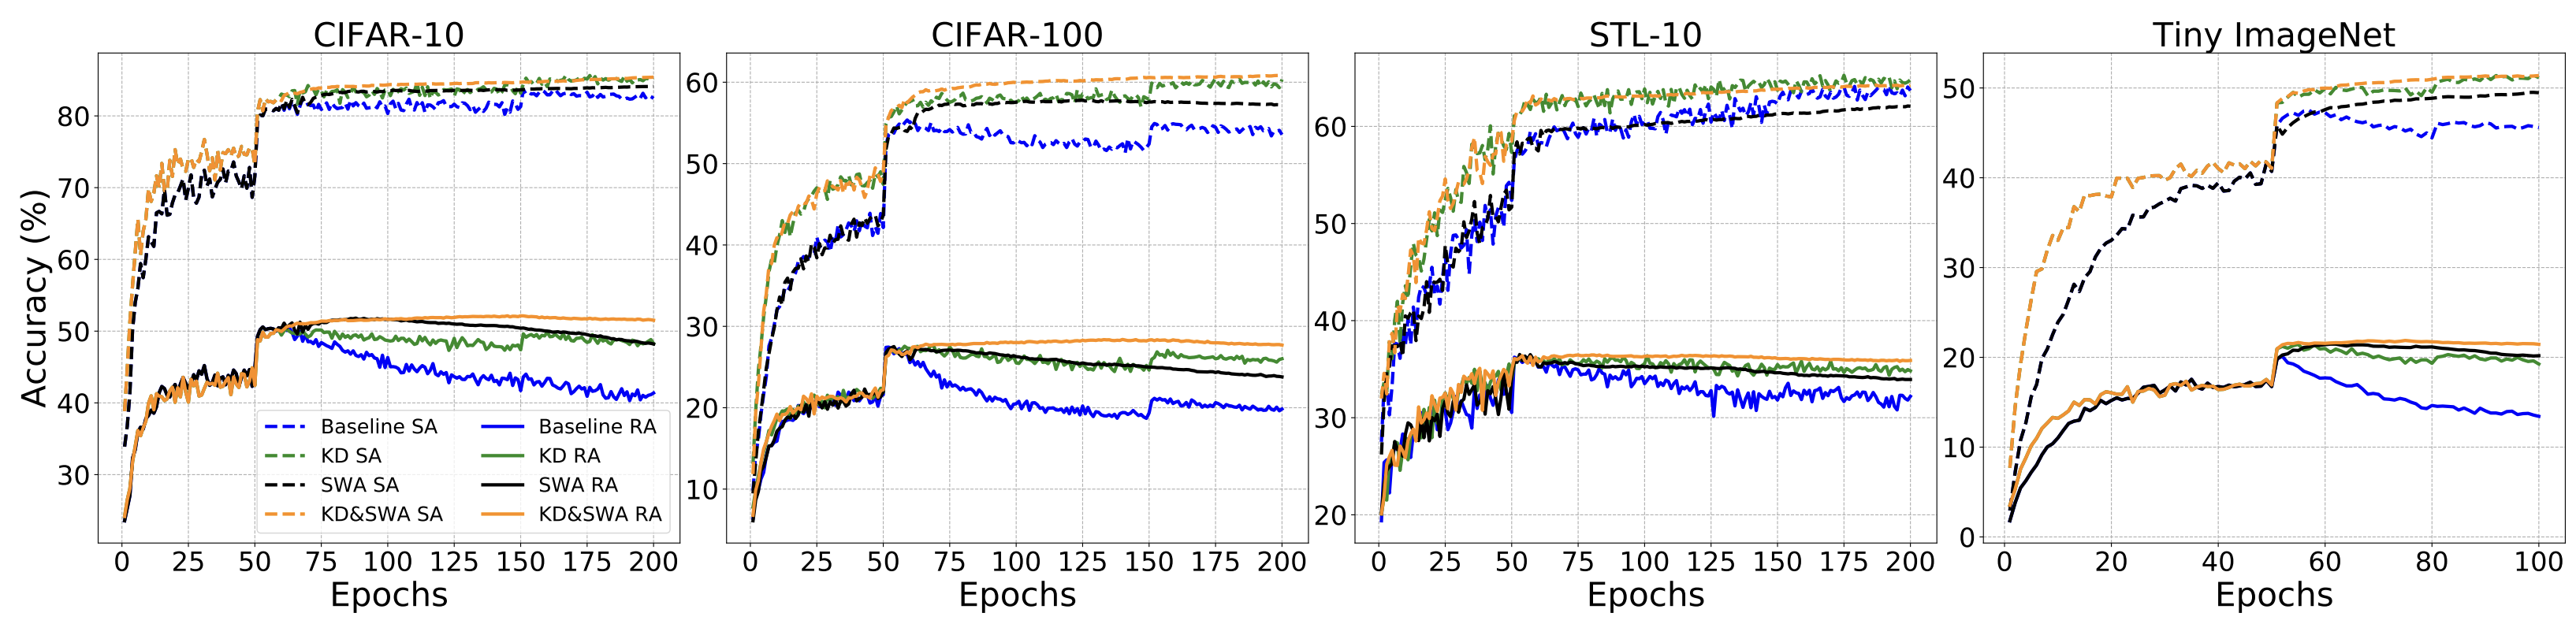 CIFAR-10
CIFAR-100
STL-10
Tiny ImageNet
Accuracy (%)
80
70
60
50
40
30
Baseline SA
KD SA
SWA SA
KD&SWA SA
Baseline RA
KD RA
SWA RA
KD&SWA RA
0 25 50 75 100 125 150 175 200
Epochs
60
50
40
30
20
10
0 25 50 75 100 125 150 175 200
Epochs
60
50
40
30
20
0 25 50 75 100 125 150 175 200
Epochs
50
40
30
20
10
0
0 20 40 60 80 100
Epochs